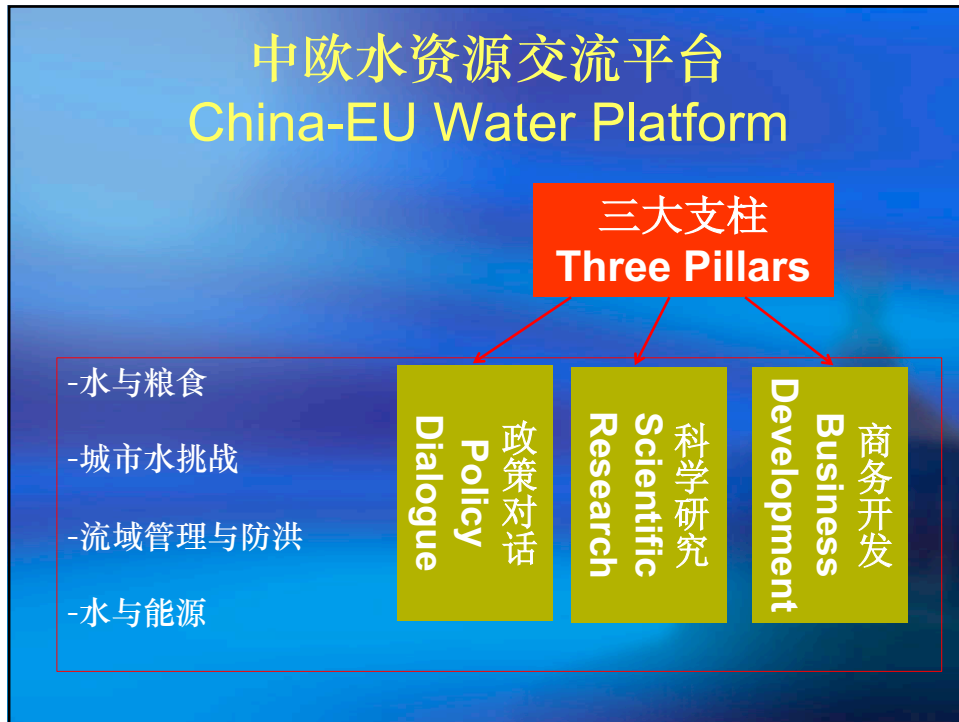 中欧水资源交流平台
China-EU Water Platform
三大支柱
Three Pillars
-水与粮食
-城市水挑战
-流域管理与防洪
-水与能源
政策对话
Policy
Dialogue
科学研究
Scientific
Research
商务开发
Business
Development